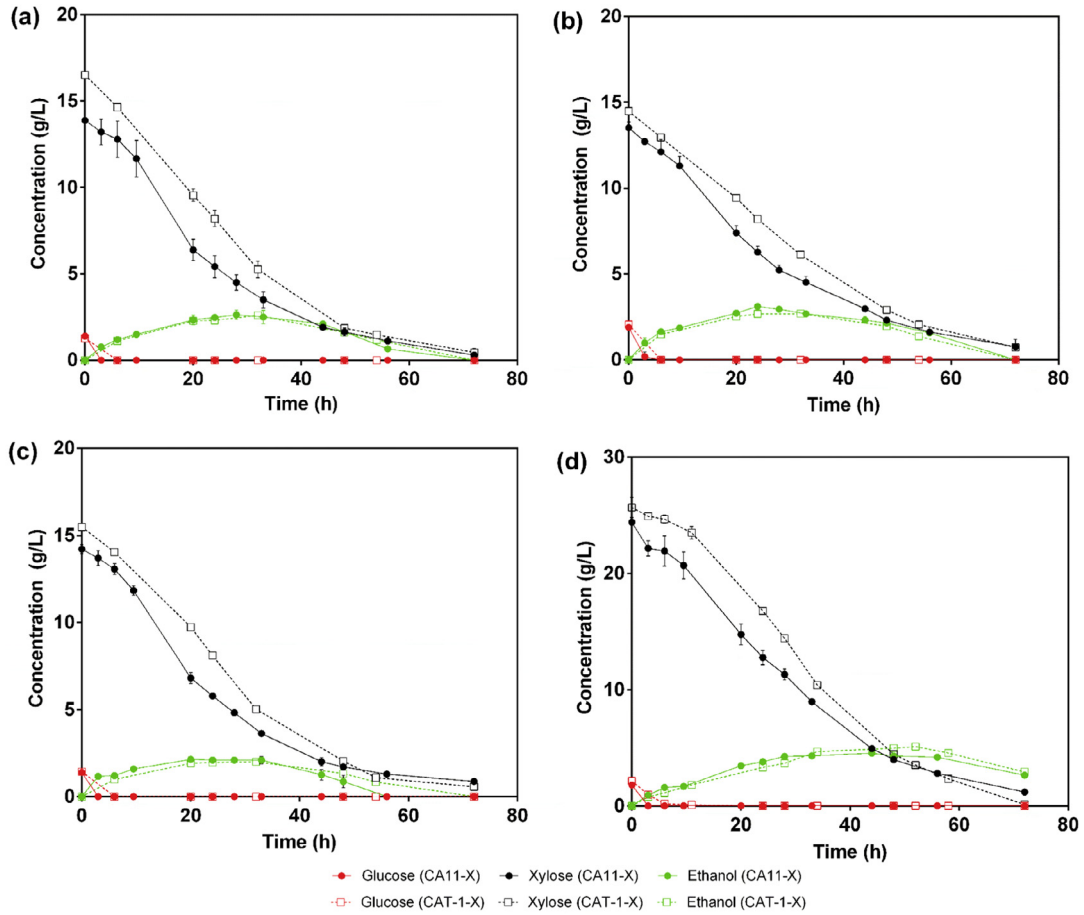 (a)
20
15
10
5
0
Concentration (g/L)
0 20 40 60 80
Time (h)
(b)
20
15
10
5
0
Concentration (g/L)
0 20 40 60 80
Time (h)
(c)
20
15
10
5
0
Concentration (g/L)
0 20 40 60 80
Time (h)
(d)
30
20
10
0
Concentration (g/L)
0 20 40 60 80
Time (h)
Glucose (CA11-X) Xylose (CA11-X) Ethanol (CA11-X)
Glucose (CAT-1-X) Xylose (CAT-1-X) Ethanol (CAT-1-X)